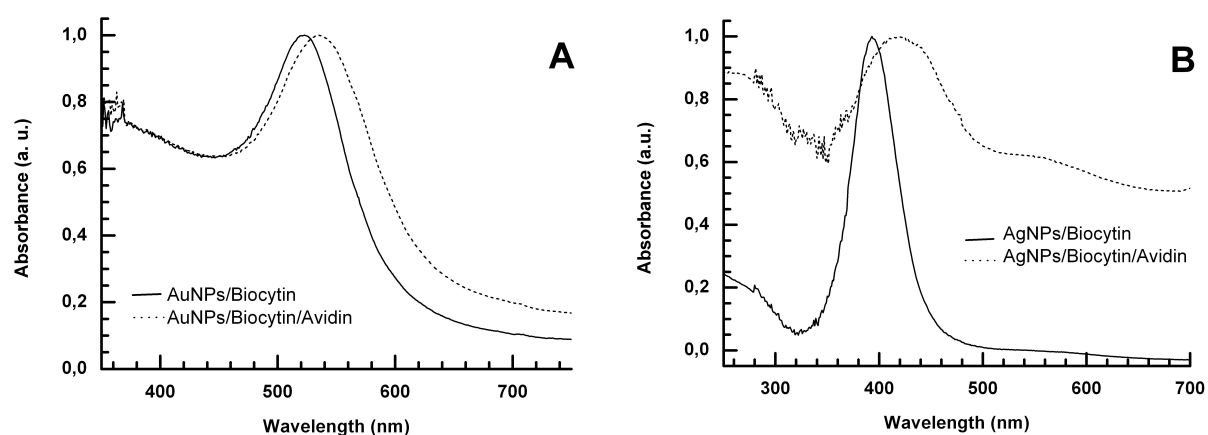 A
1,0
0,8
0,6
0,4
0,2
0,0
Absorbance (a. u.)
AuNPs/Biocytin
AuNPs/Biocytin/Avidin
400 500 600 700
Wavelength (nm)
B
1,0
0,8
0,6
0,4
0,2
0,0
Absorbance (a.u.)
AgNPs/Biocytin
AgNPs/Biocytin/Avidin
300 400 500 600 700
Wavelength (nm)